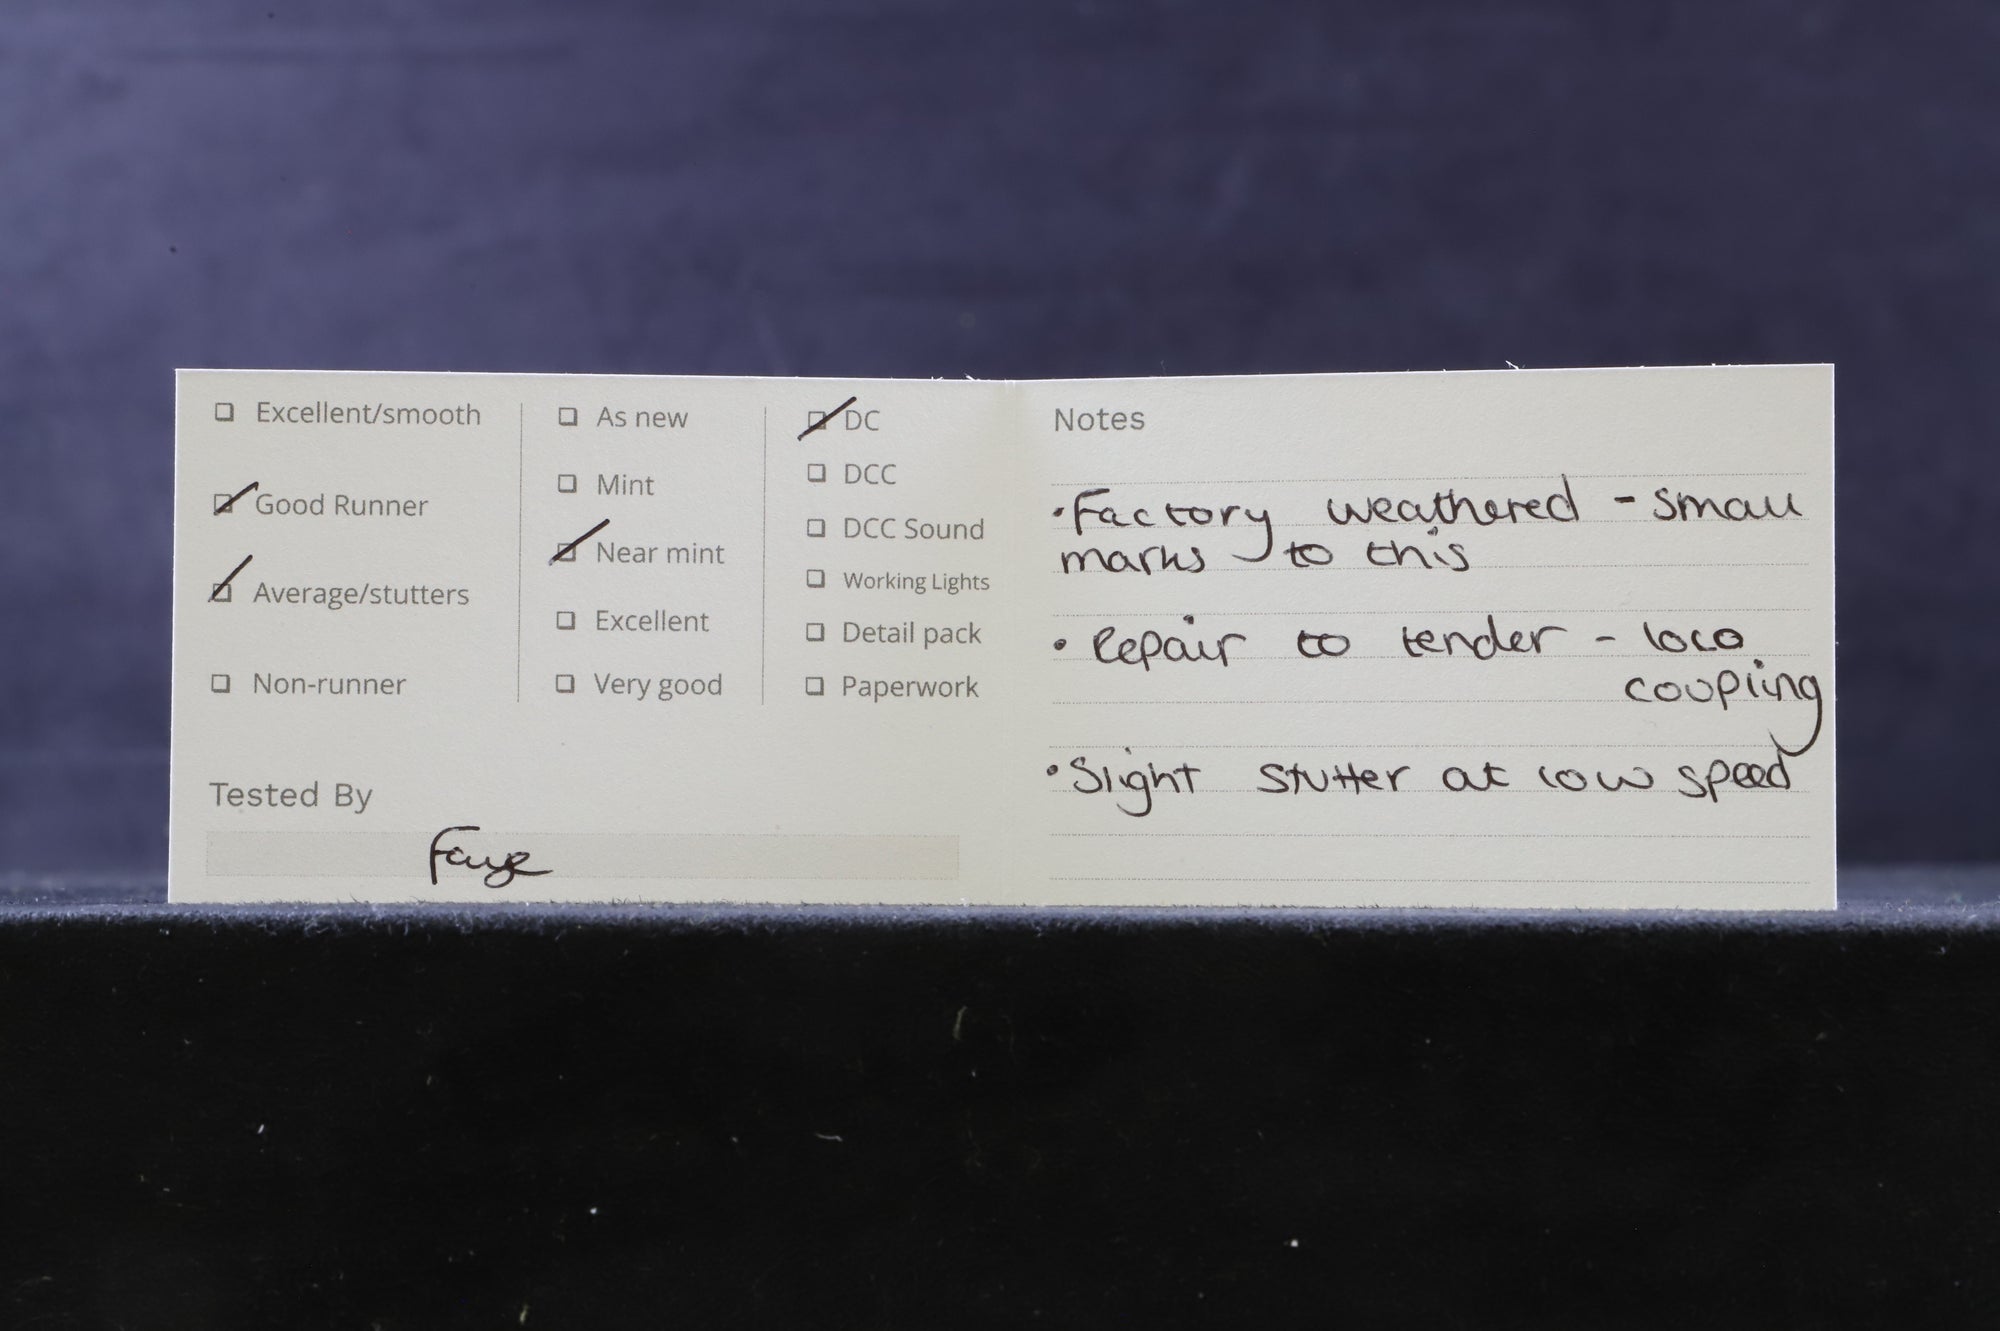 Excellent/smooth
Good Runner
Average/stutters
Non-runner
As new
Mint
Near mint
Excellent
Very good
DC
DCC
DCC Sound
Working Lights
Detail pack
Paperwork
Tested By
Faye
Notes
• Factory weathered - small
marks to this
• Repair to tender - loco
coupling
• Slight stutter at low speed